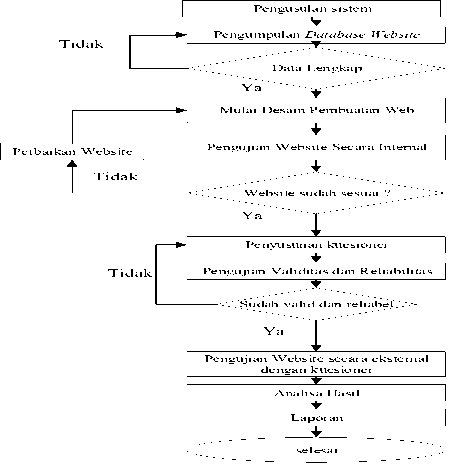 Pengusulan sistem
Pengumpulan Database Website
Tidak
Data Lengkap
Ya
Mulai Desain Pembuatan Web
Pengujian Website Secara Internal
Perbaikan Website
Tidak
Website sudah sesuai ?
Ya
Penyusunan kuesioner
Pengujian Validitas dan Reliabilitas
Tidak
Sudah valid dan reliabel
Ya
Pengujian Website secara eksternal
dengan kuesioner
Analisa Hasil
Laporan
selesai